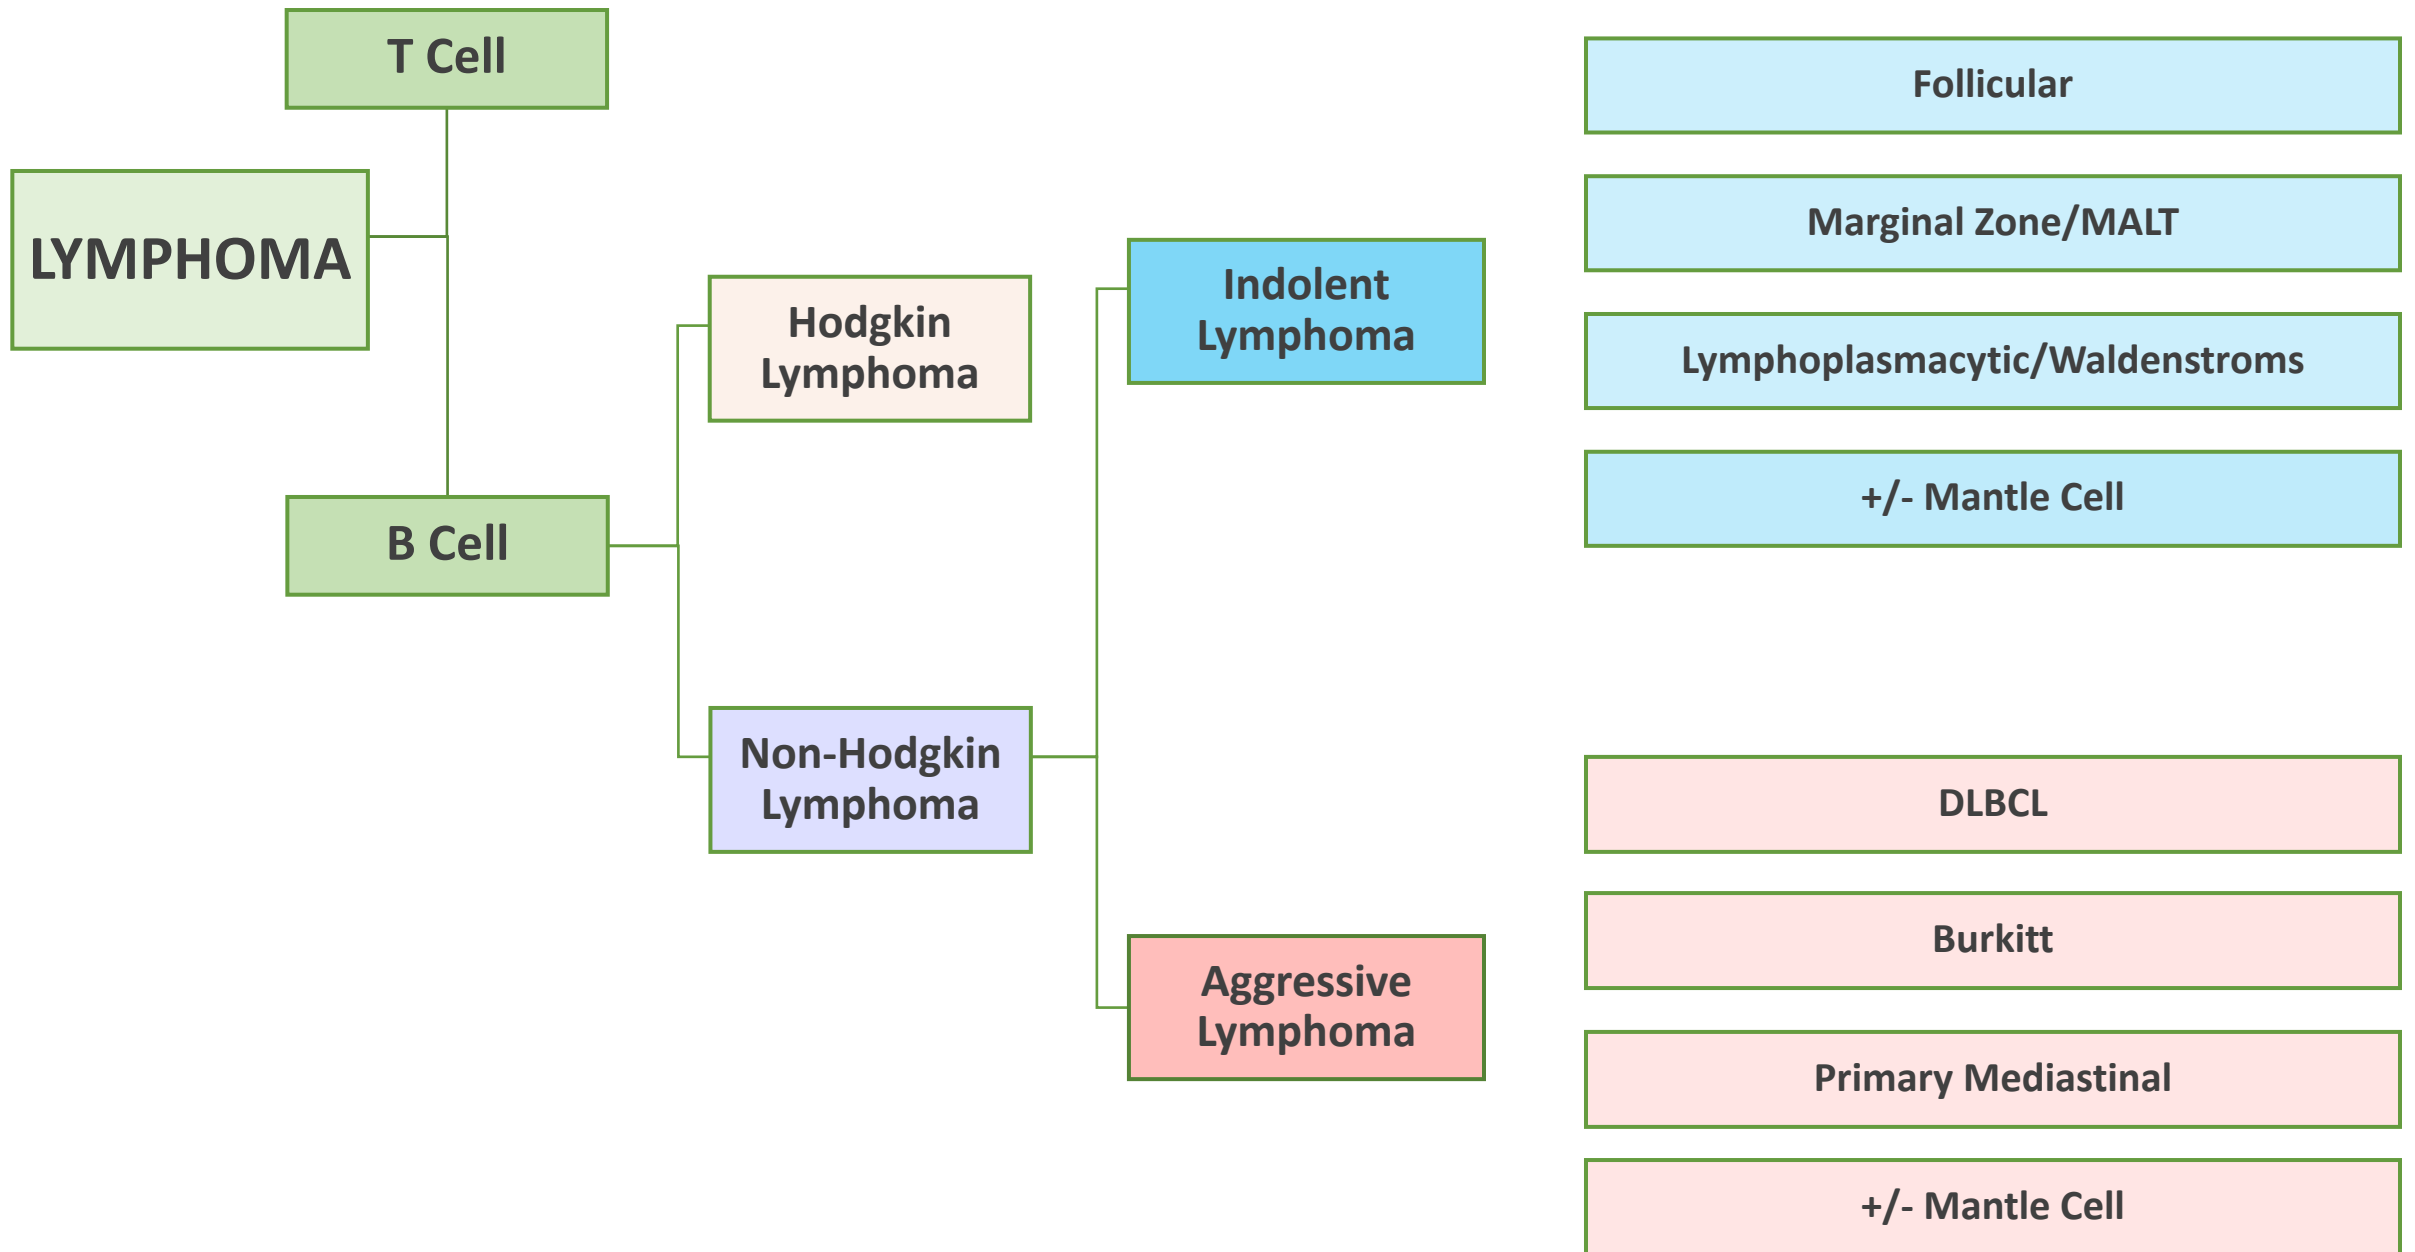 T Cell
LYMPHOMA
B Cell
Hodgkin
Lymphoma
Non-Hodgkin
Lymphoma
Indolent
Lymphoma
Aggressive
Lymphoma
Follicular
Marginal Zone/MALT
Lymphoplasmacytic/Waldenstroms
+/- Mantle Cell
DLBCL
Burkitt
Primary Mediastinal
+/- Mantle Cell